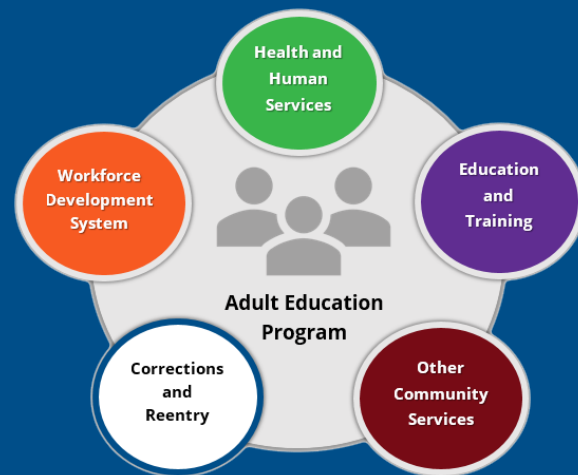 Health and
Human
Services
Workforce
Development
System
Education
and
Training
Adult Education
Program
Corrections
and
Reentry
Other
Community
Services